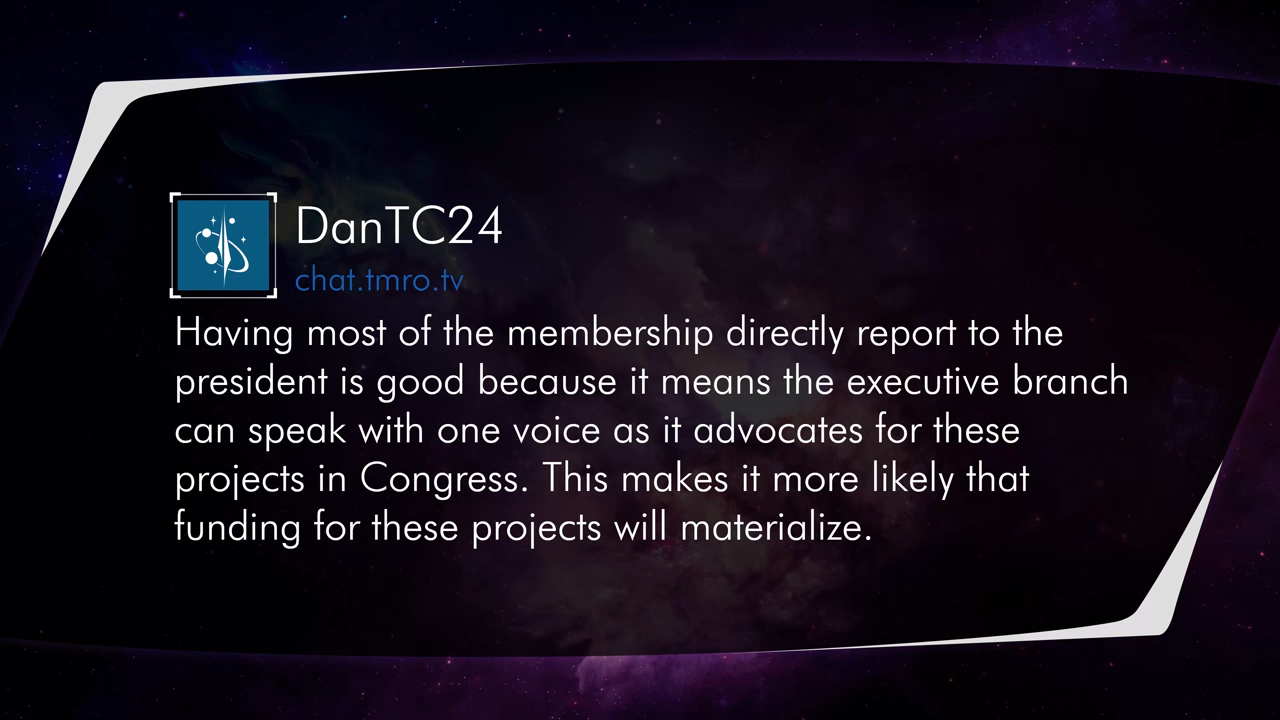 DanTC24
chat.tmro.tv
Having most of the membership directly report to the
president is good because it means the executive branch
can speak with one voice as it advocates for these
projects in Congress. This makes it more likely that
funding for these projects will materialize.